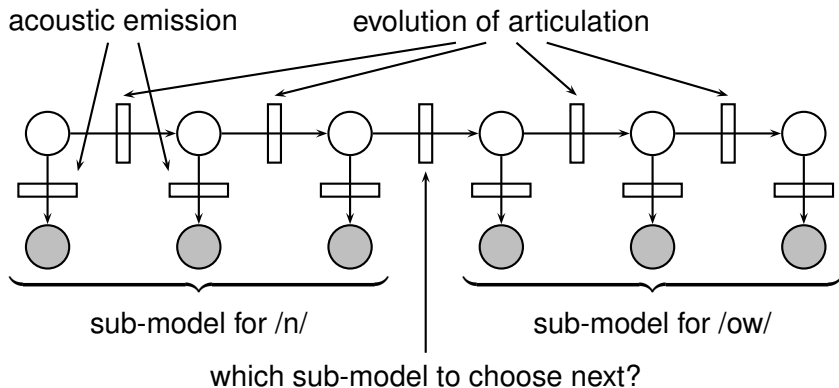 acoustic emission
evolution of articulation
sub-model for /n/
sub-model for /ow/
which sub-model to choose next?